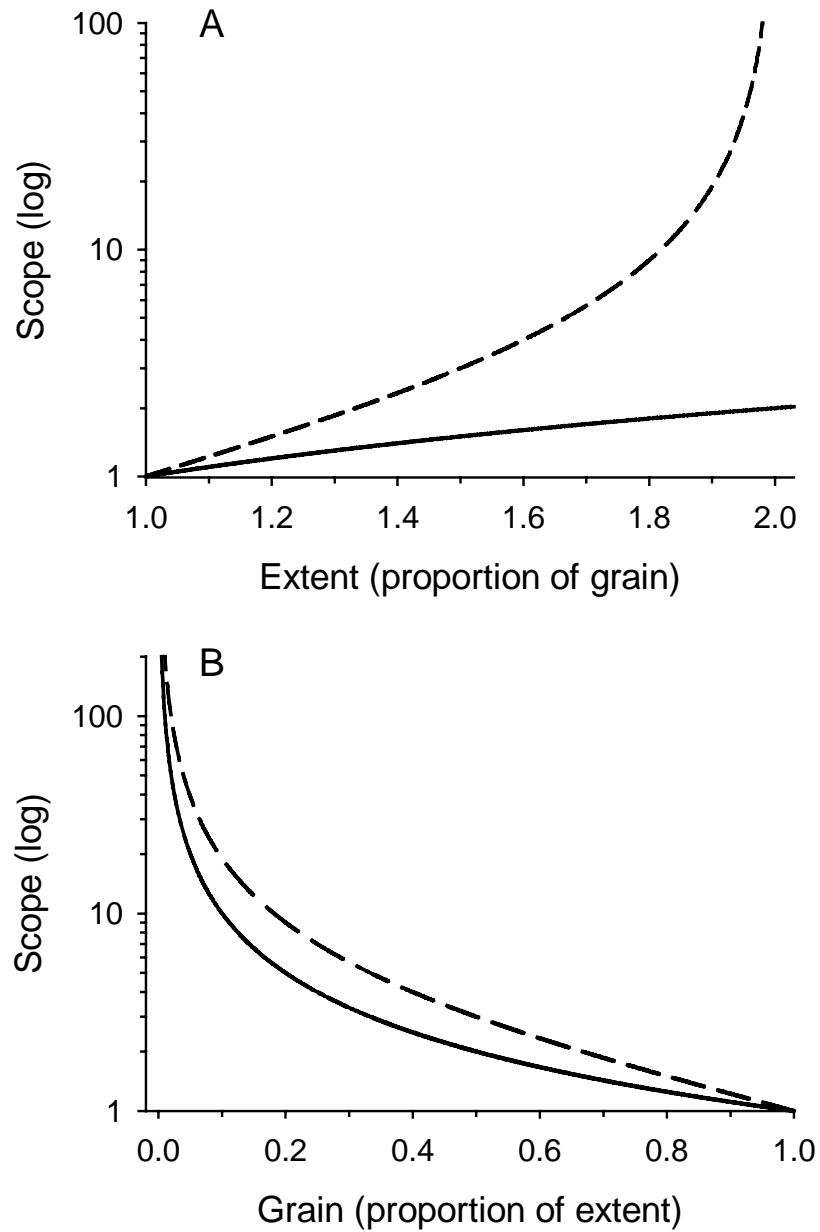 A
100
10
1
Scope (log)
1.0 1.2 1.4 1.6 1.8 2.0
Extent (proportion of grain)
B
100
10
1
Scope (log)
0.0 0.2 0.4 0.6 0.8 1.0
Grain (proportion of extent)